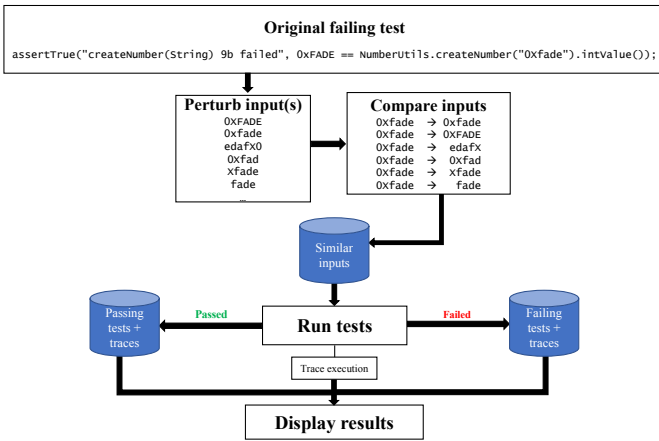 Original failing test
assertTrue("createNumber(String) 9b failed", 0xFADE == NumberUtils.createNumber("0Xfade").intValue());
Perturb input(s)
0XFADE
0xfade
edafX0
0Xfad
Xfade
fade
...
Compare inputs
0Xfade → 0xfade
0Xfade → 0XFADE
0Xfade → edafX
0Xfade → 0Xfad
0Xfade → Xfade
0Xfade → fade
Similar
inputs
Passing
tests +
traces
Passed
Run tests
Failed
Failing
tests +
traces
Trace execution
Display results